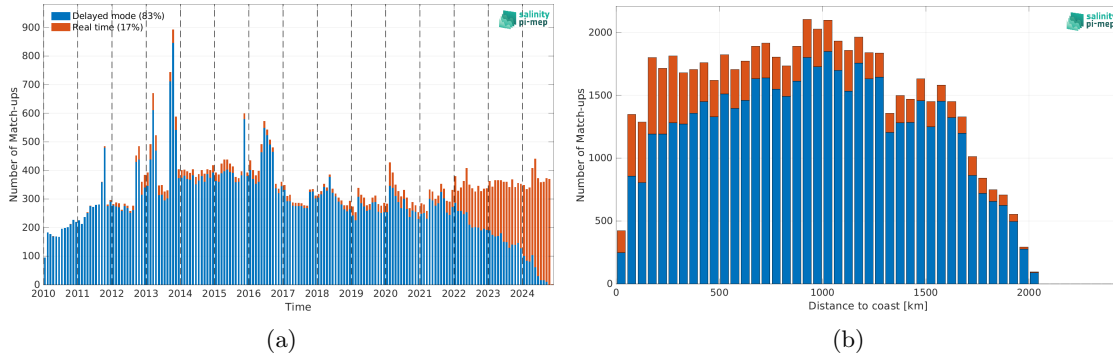 Delayed mode (83%)
Real time (17%)
salinity
pi-mep
Number of Match-ups
900
800
700
600
500
400
300
200
100
0
2010 2011 2012 2013 2014 2015 2016 2017 2018 2019 2020 2021 2022 2023 2024
Time
(a)
salinity
pi-mep
Number of Match-ups
2000
1500
1000
500
0
0 500 1000 1500 2000
Distance to coast [km]
(b)